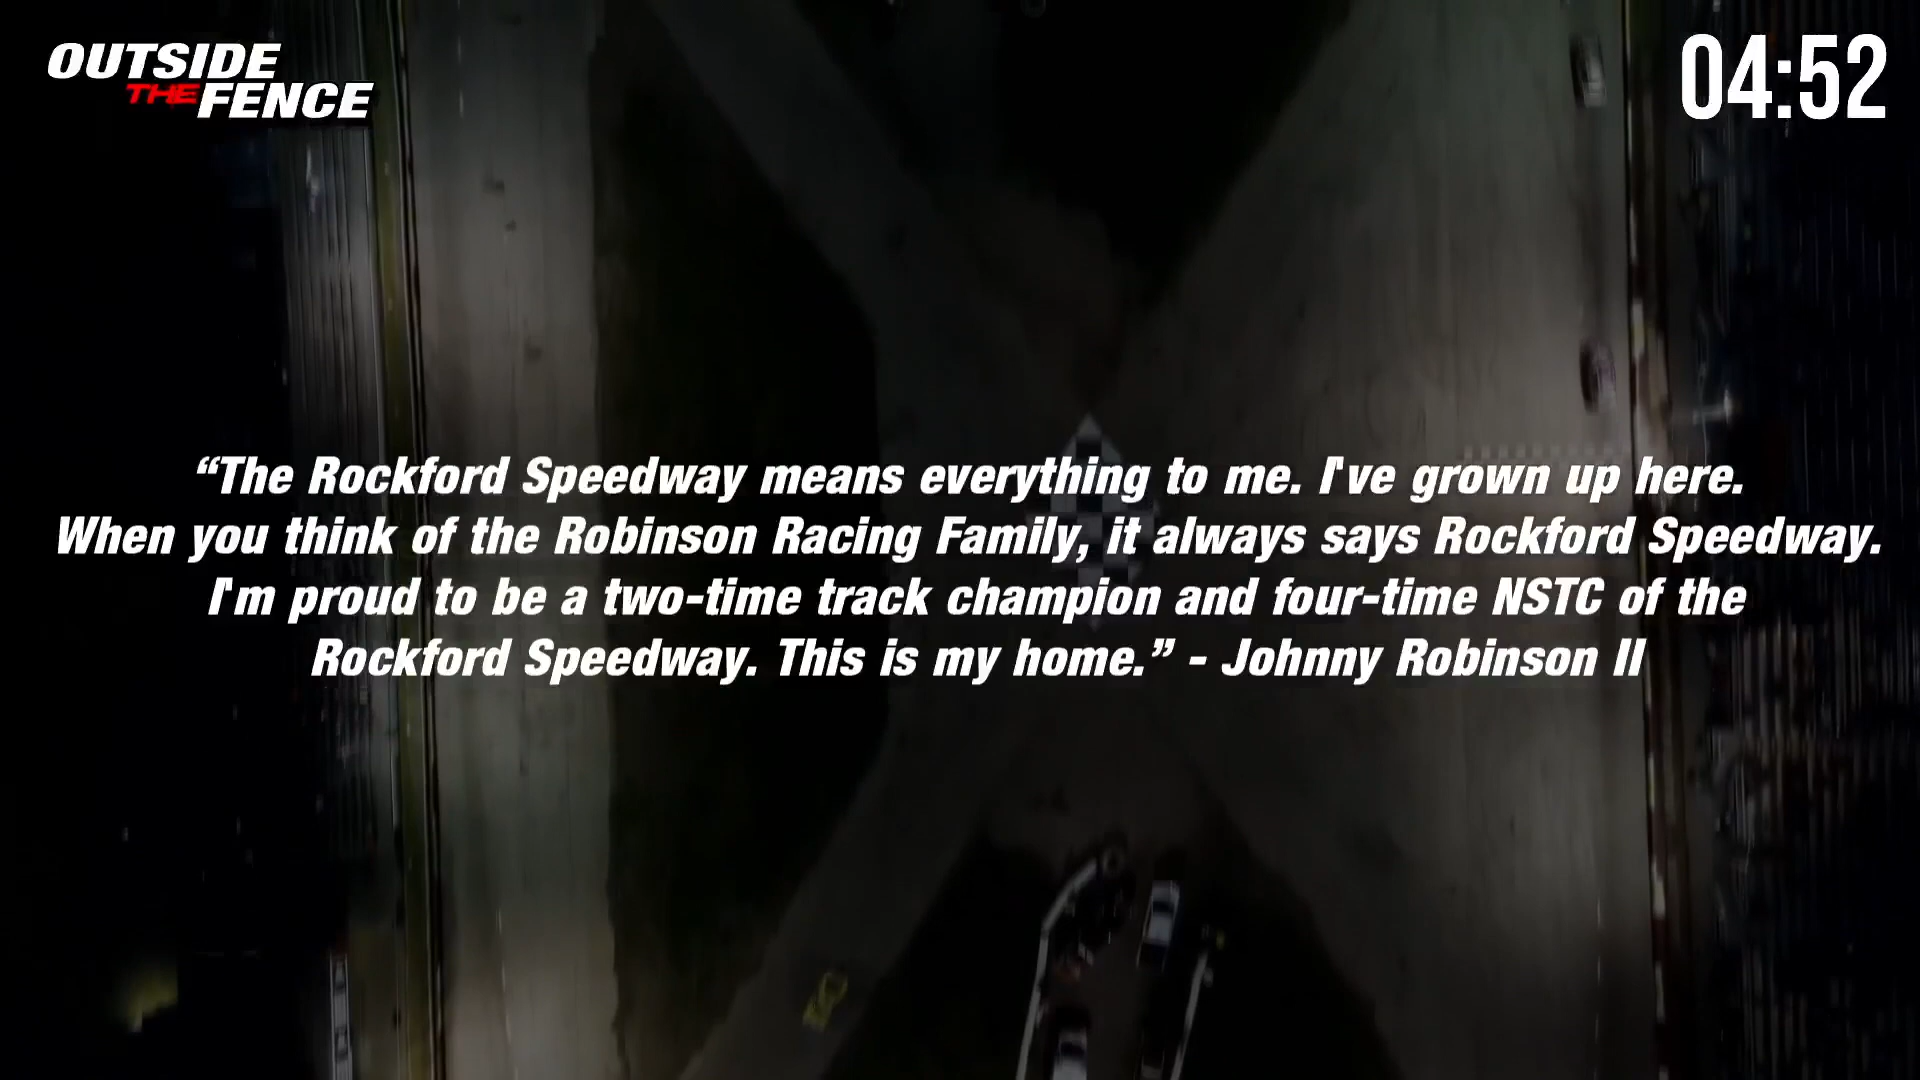 OUTSIDE
THE FENCE
04:52
“The Rockford Speedway means everything to me. I've grown up here.
When you think of the Robinson Racing Family, it always says Rockford Speedway.
I'm proud to be a two-time track champion and four-time NSTC of the
Rockford Speedway. This is my home.” - Johnny Robinson II